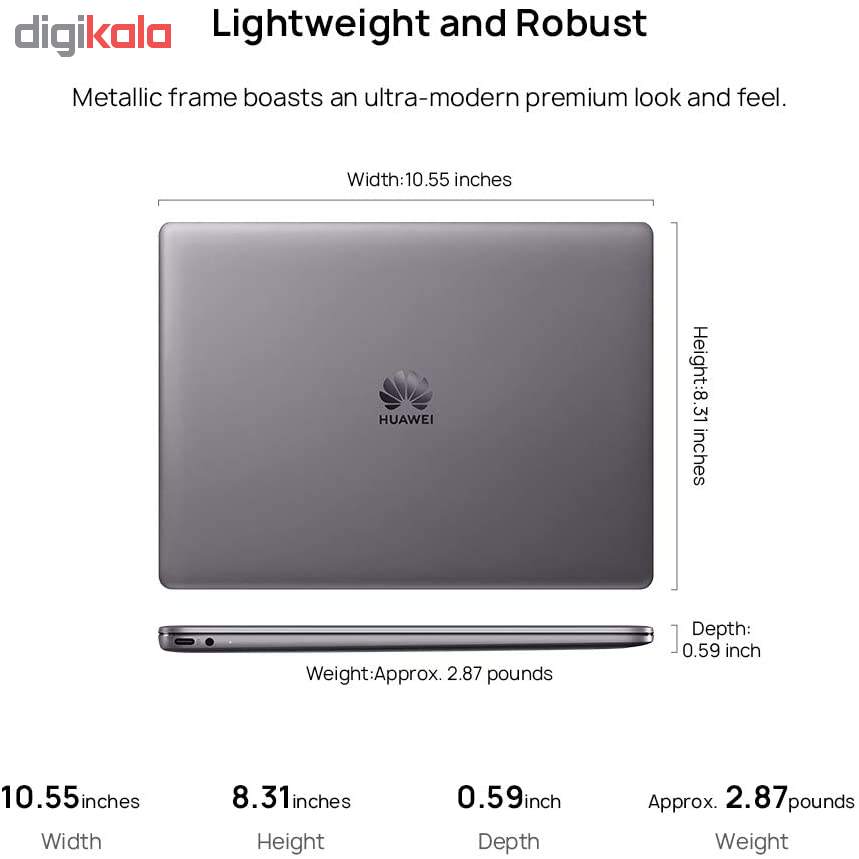 digikala
Lightweight and Robust
Metallic frame boasts an ultra-modern premium look and feel.
Width:10.55 inches
HUAWEI
Height:8.31 inches
Depth:
0.59 inch
Weight:Approx. 2.87 pounds
10.55inches
Width
8.31inches
Height
0.59inch
Depth
Approx. 2.87pounds
Weight